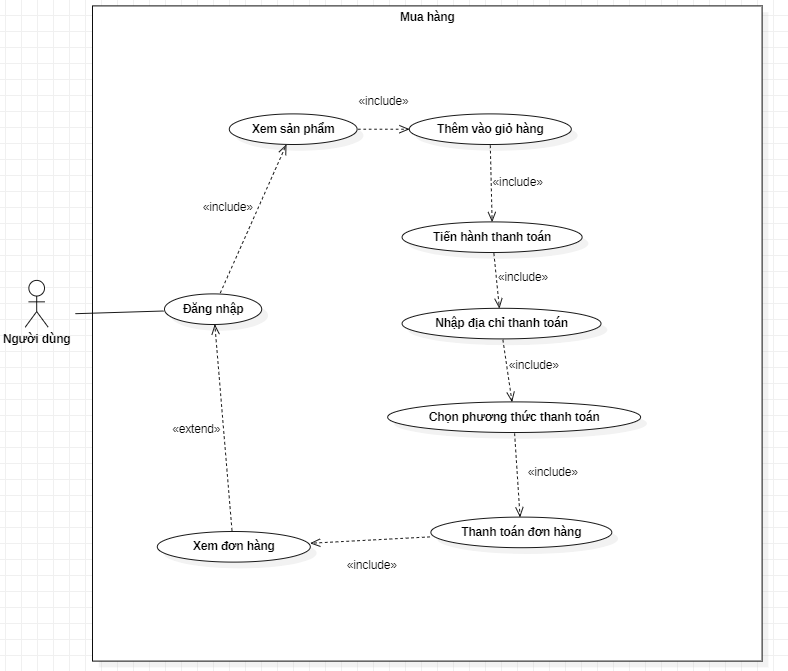 Mua hàng
«include»
Xem sản phẩm
Thêm vào giỏ hàng
«include»
«include»
Tiến hành thanh toán
«include»
Đăng nhập
Nhập địa chỉ thanh toán
Người dùng
«include»
Chọn phương thức thanh toán
«extend»
«include»
Thanh toán đơn hàng
Xem đơn hàng
«include»